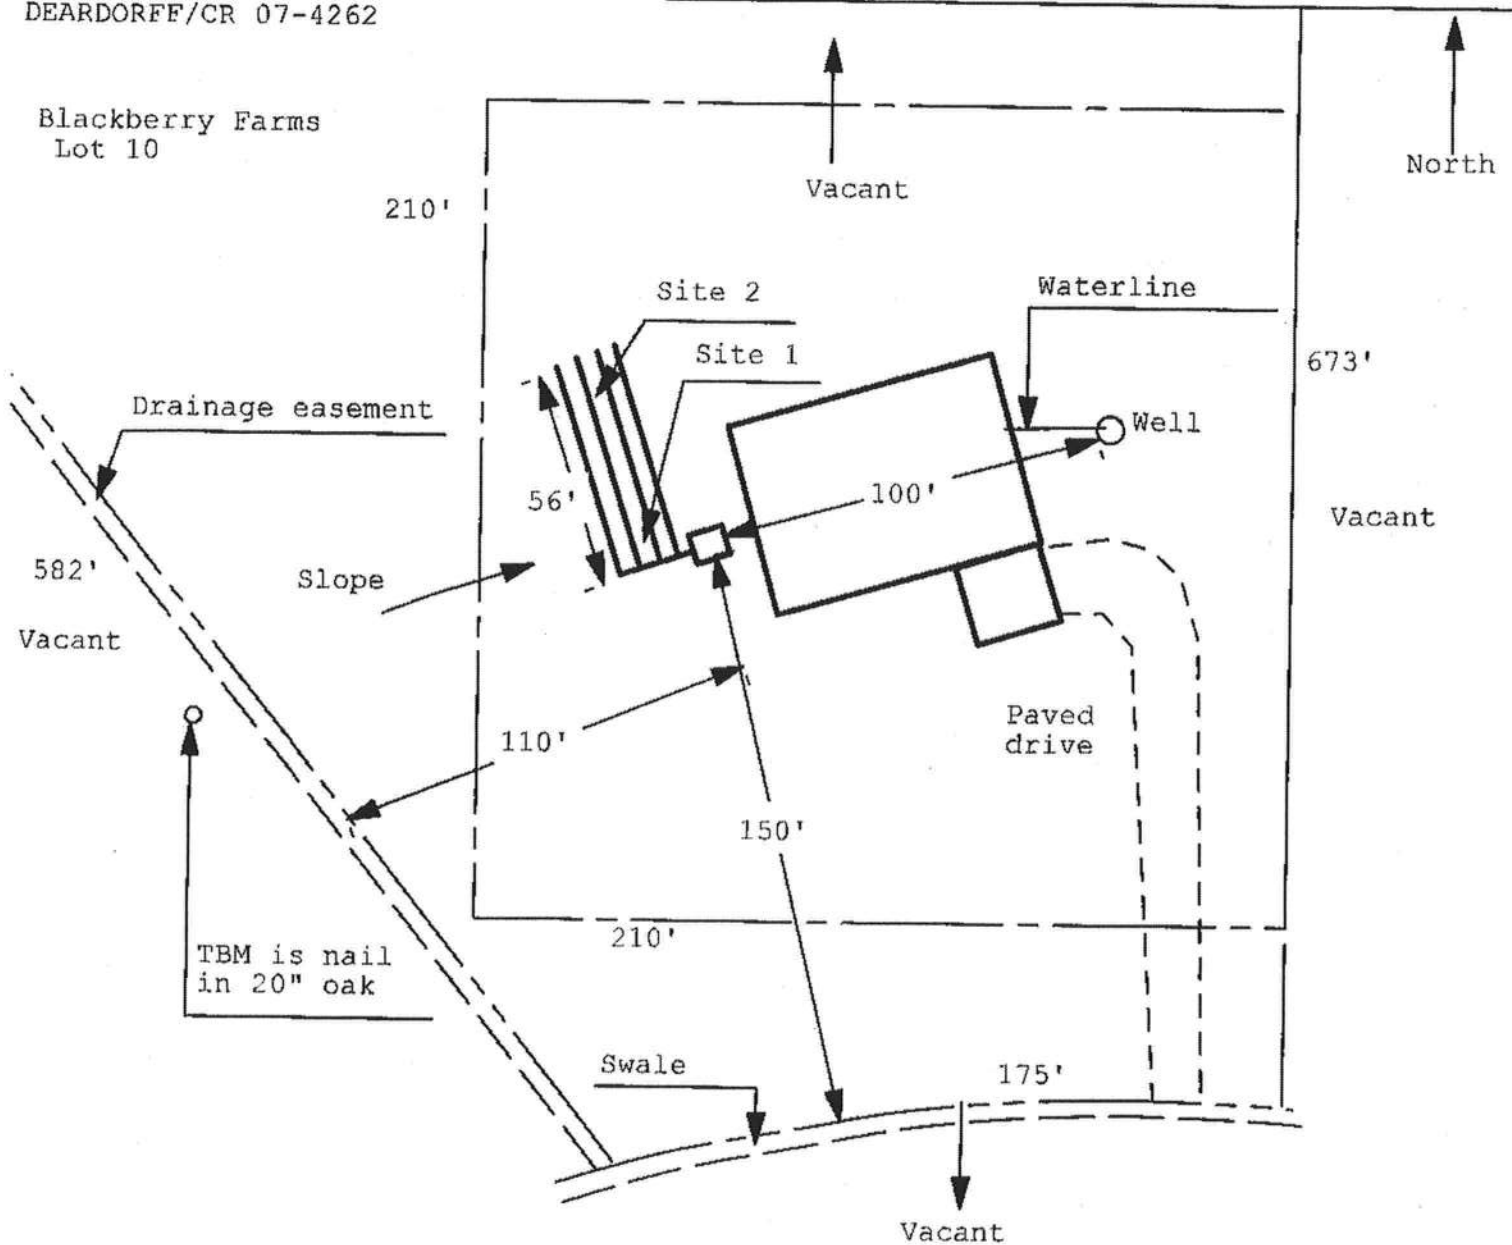 DEARDORFF/CR 07-4262
Blackberry Farms
Lot 10
North
Vacant
210'
Site 2
Waterline
Site 1
673'
Drainage easement
Well
56'
100'
Vacant
582'
Slope
Vacant
Paved
drive
110'
150'
210'
TBM is nail
in 20" oak
Swale
175'
Vacant